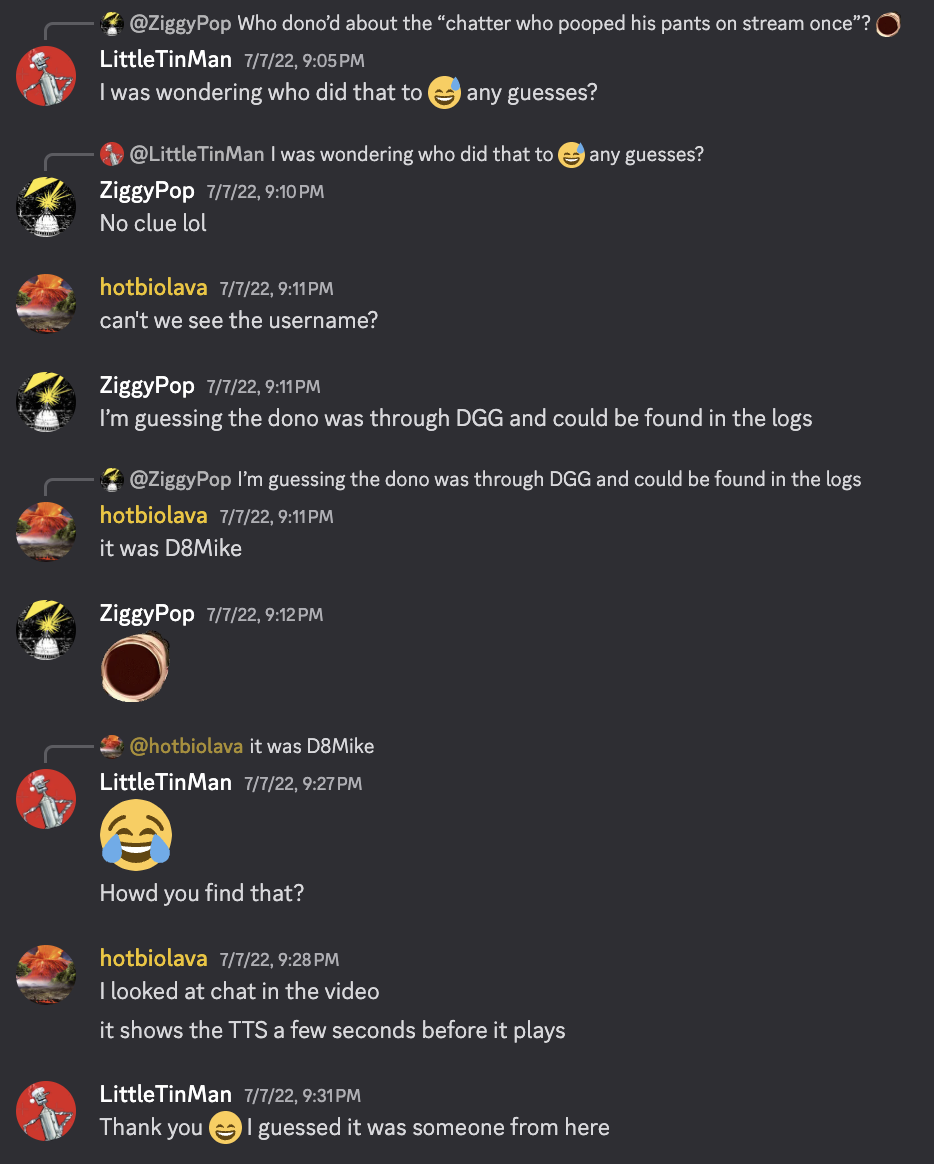 @ZiggyPop Who dono’d about the “chatter who pooped his pants on stream once”?
LittleTinMan 7/7/22, 9:05 PM
I was wondering who did that to 😅 any guesses?
@LittleTinMan I was wondering who did that to 😅 any guesses?
ZiggyPop 7/7/22, 9:10 PM
No clue lol
hotbiolava 7/7/22, 9:11 PM
can't we see the username?
ZiggyPop 7/7/22, 9:11 PM
I’m guessing the dono was through DGG and could be found in the logs
@ZiggyPop I’m guessing the dono was through DGG and could be found in the logs
hotbiolava 7/7/22, 9:11 PM
it was D8Mike
ZiggyPop 7/7/22, 9:12 PM
@hotbiolava it was D8Mike
LittleTinMan 7/7/22, 9:27 PM
😂
Howd you find that?
hotbiolava 7/7/22, 9:28 PM
I looked at chat in the video
it shows the TTS a few seconds before it plays
LittleTinMan 7/7/22, 9:31 PM
Thank you 😄 I guessed it was someone from here